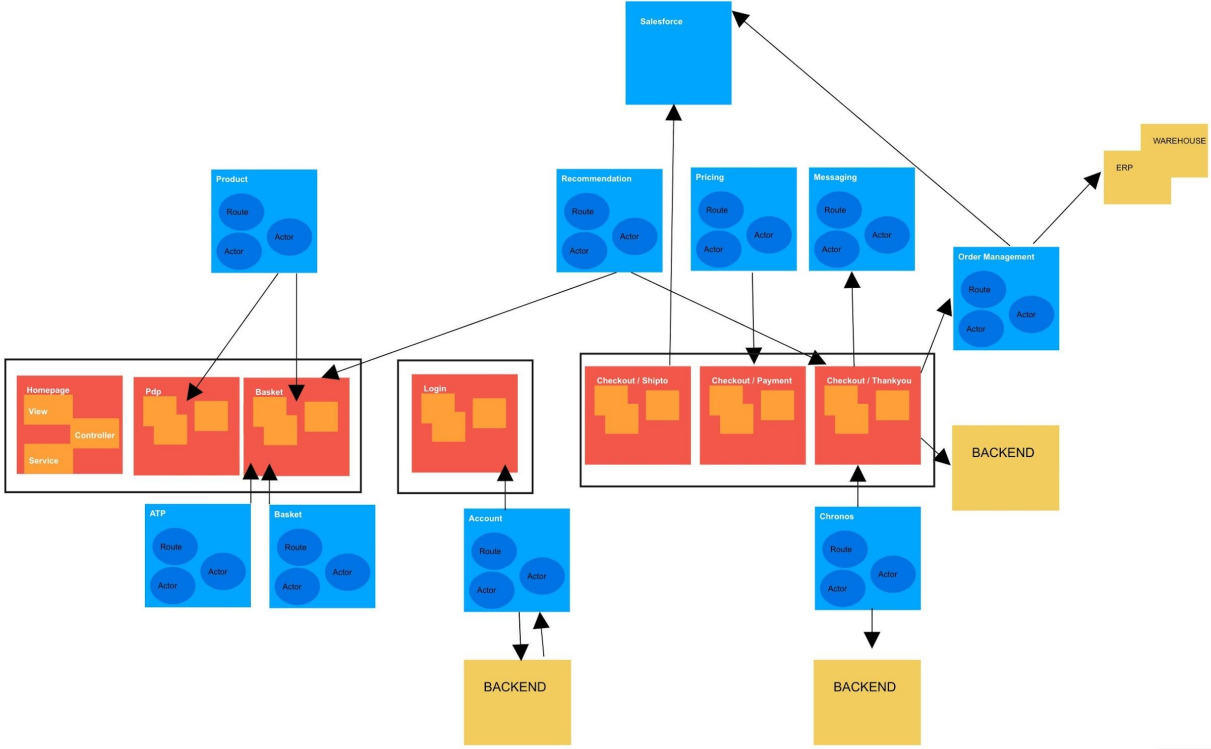 Salesforce
WAREHOUSE
ERP
Product
Route
Actor
Actor
Recommendation
Route
Actor
Actor
Pricing
Route
Actor
Actor
Messaging
Route
Actor
Actor
Order Management
Route
Actor
Actor
Homepage
View
Controller
Service
Pdp
Basket
Login
Checkout / Shipto
Checkout / Payment
Checkout / Thankyou
BACKEND
ATP
Route
Actor
Actor
Basket
Route
Actor
Actor
Account
Route
Actor
Actor
Chronos
Route
Actor
Actor
BACKEND
BACKEND